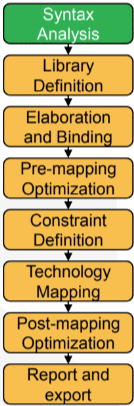 Syntax
Analysis
Library
Definition
Elaboration
and Binding
Pre-mapping
Optimization
Constraint
Definition
Technology
Mapping
Post-mapping
Optimization
Report and
export